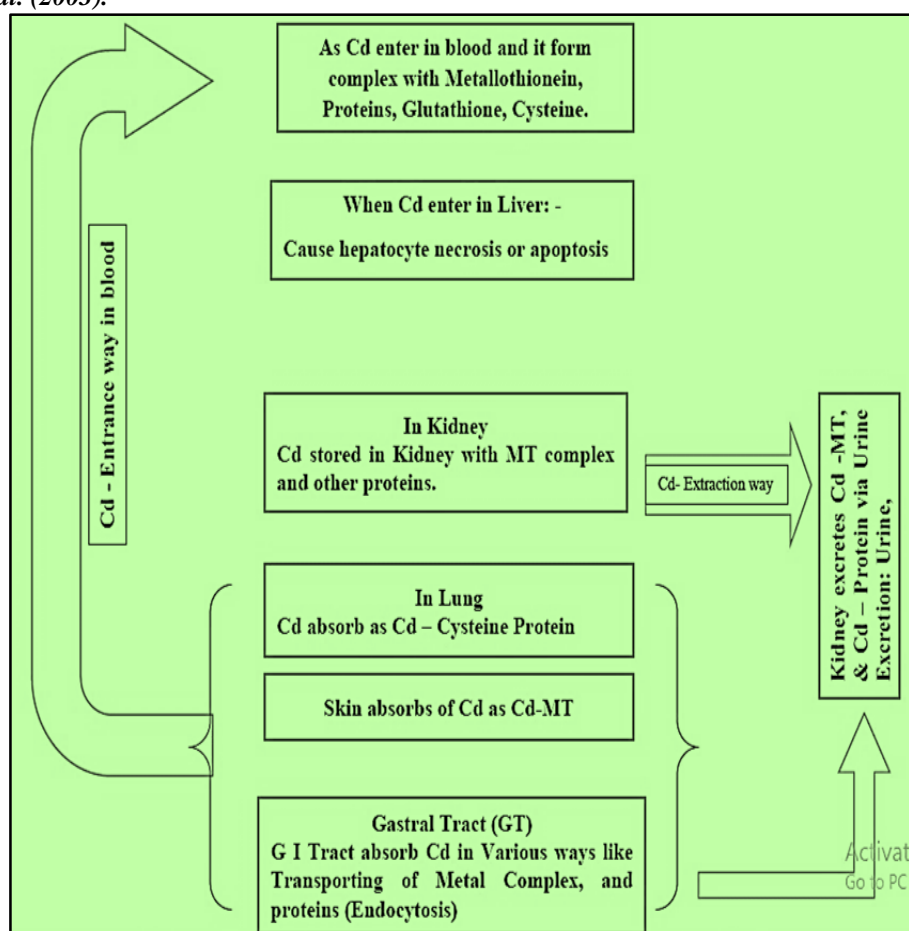 al. (2003).
As Cd enter in blood and it form
complex with Metallothionein,
Proteins, Glutathione, Cysteine.
When Cd enter in Liver: -
Cause hepatocyte necrosis or apoptosis
Cd - Entrance way in blood
In Kidney
Cd stored in Kidney with MT complex
and other proteins.
Cd- Extraction way
Kidney excretes Cd -MT,
& Cd – Protein via Urine
Excretion: Urine,
In Lung
Cd absorb as Cd – Cysteine Protein
Skin absorbs of Cd as Cd-MT
Gastral Tract (GT)
G I Tract absorb Cd in Various ways like
Transporting of Metal Complex, and
proteins (Endocytosis)
Activat
Go to PC